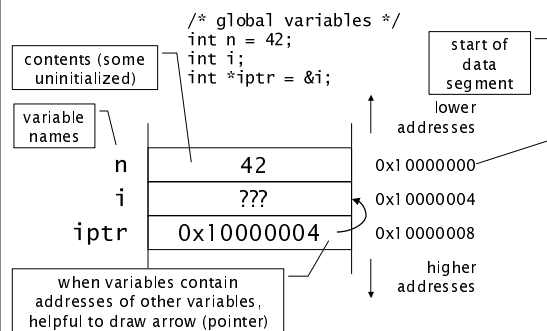 /* global variables */
int n = 42;
int i;
int *iptr = &i;
contents (some
uninitialized)
start of
data
segment
variable
names
lower
addresses
n
42
0x10000000
i
???
0x10000004
iptr
0x10000004
0x10000008
when variables contain
addresses of other variables,
helpful to draw arrow (pointer)
higher
addresses